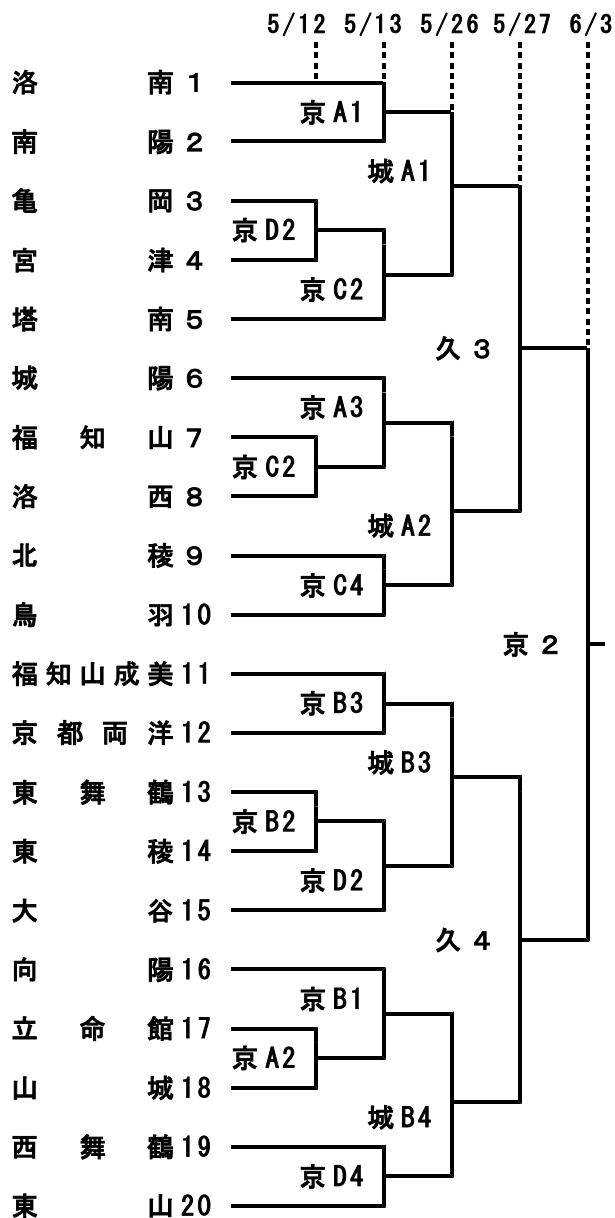 5/12 5/13 5/26 5/27 6/3
洛南 1
京A1
南陽 2
城A1
亀岡 3
京D2
宮津 4
京C2
塔南 5
久 3
城陽 6
京A3
福知山 7
京C2
洛西 8
城A2
北稜 9
京C4
鳥羽 10
京 2
福知山成美 11
京B3
京都両洋 12
城B3
東舞鶴 13
京B2
東稜 14
京D2
大谷 15
久 4
向陽 16
京B1
立命館 17
京A2
山城 18
城B4
西舞鶴 19
京D4
東山 20